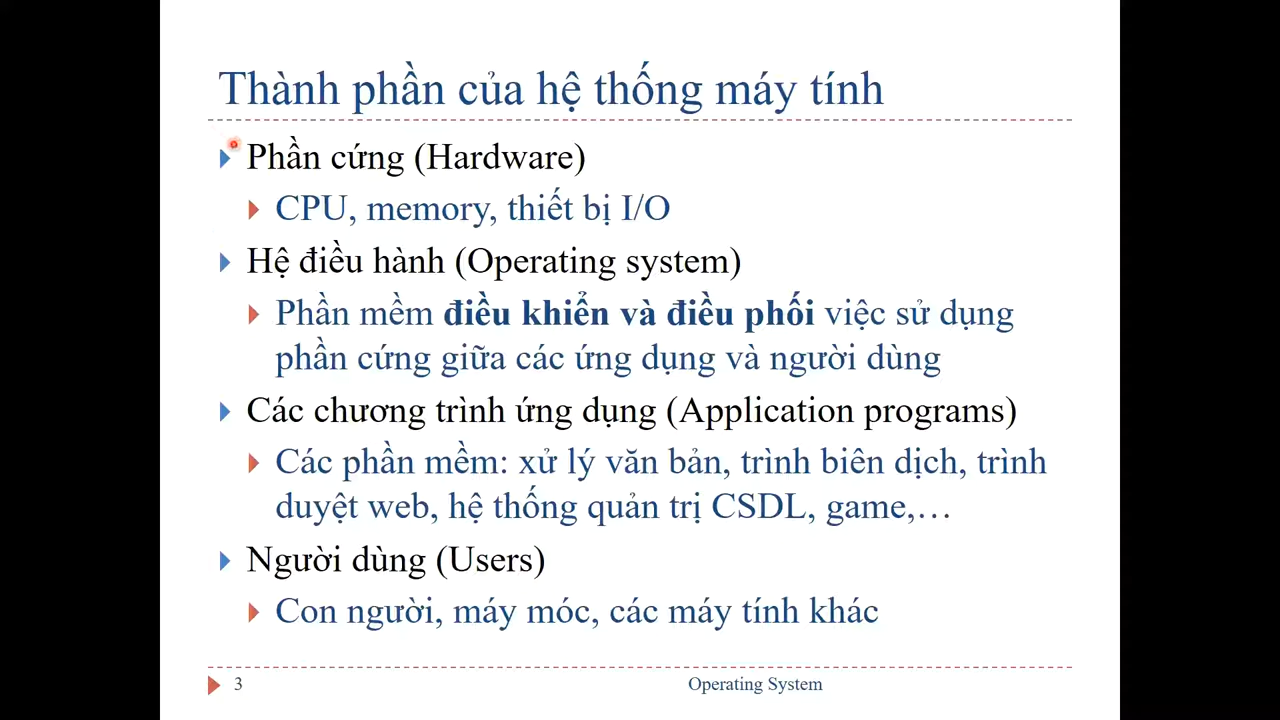 Thành phần của hệ thống máy tính
Phần cứng (Hardware)
CPU, memory, thiết bị I/O
Hệ điều hành (Operating system)
Phần mềm điều khiển và điều phối việc sử dụng
phần cứng giữa các ứng dụng và người dùng
Các chương trình ứng dụng (Application programs)
Các phần mềm: xử lý văn bản, trình biên dịch, trình
duyệt web, hệ thống quản trị CSDL, game,…
Người dùng (Users)
Con người, máy móc, các máy tính khác
3 Operating System